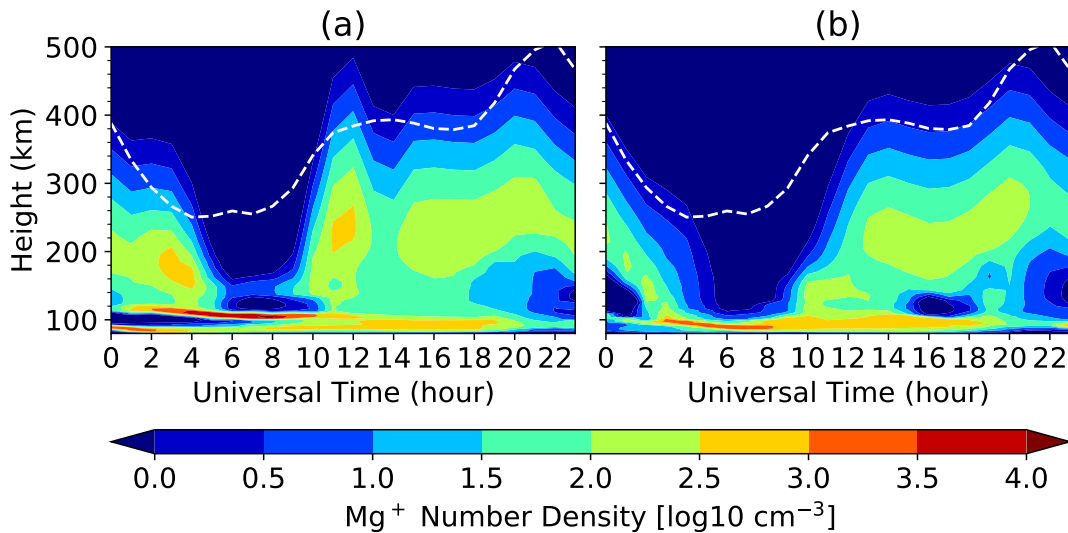 (a) (b)
500
400
300
200
100
Height (km)
0 2 4 6 8 10 12 14 16 18 20 22 0 2 4 6 8 10 12 14 16 18 20 22
Universal Time (hour) Universal Time (hour)
0.0 0.5 1.0 1.5 2.0 2.5 3.0 3.5 4.0
Mg⁺ Number Density [log10 cm⁻³]